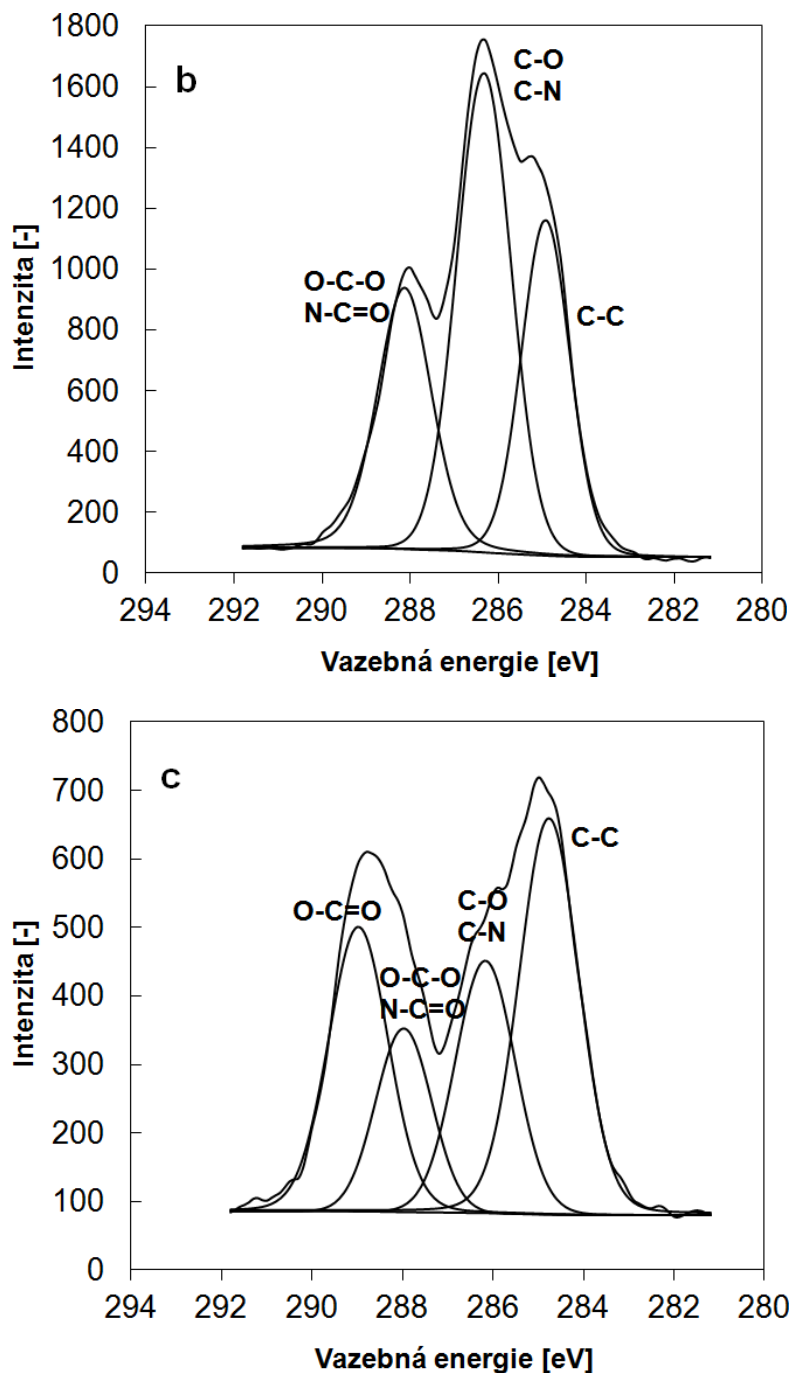 b
1800
1600
1400
1200
1000
800
600
400
200
0
C-O
C-N
O-C-O
N-C=O
C-C
294 292 290 288 286 284 282 280
Intenzita [-]
Vazebná energie [eV]
c
800
700
600
500
400
300
200
100
0
C-C
O-C=O
C-O
C-N
O-C-O
N-C=O
294 292 290 288 286 284 282 280
Intenzita [-]
Vazebná energie [eV]